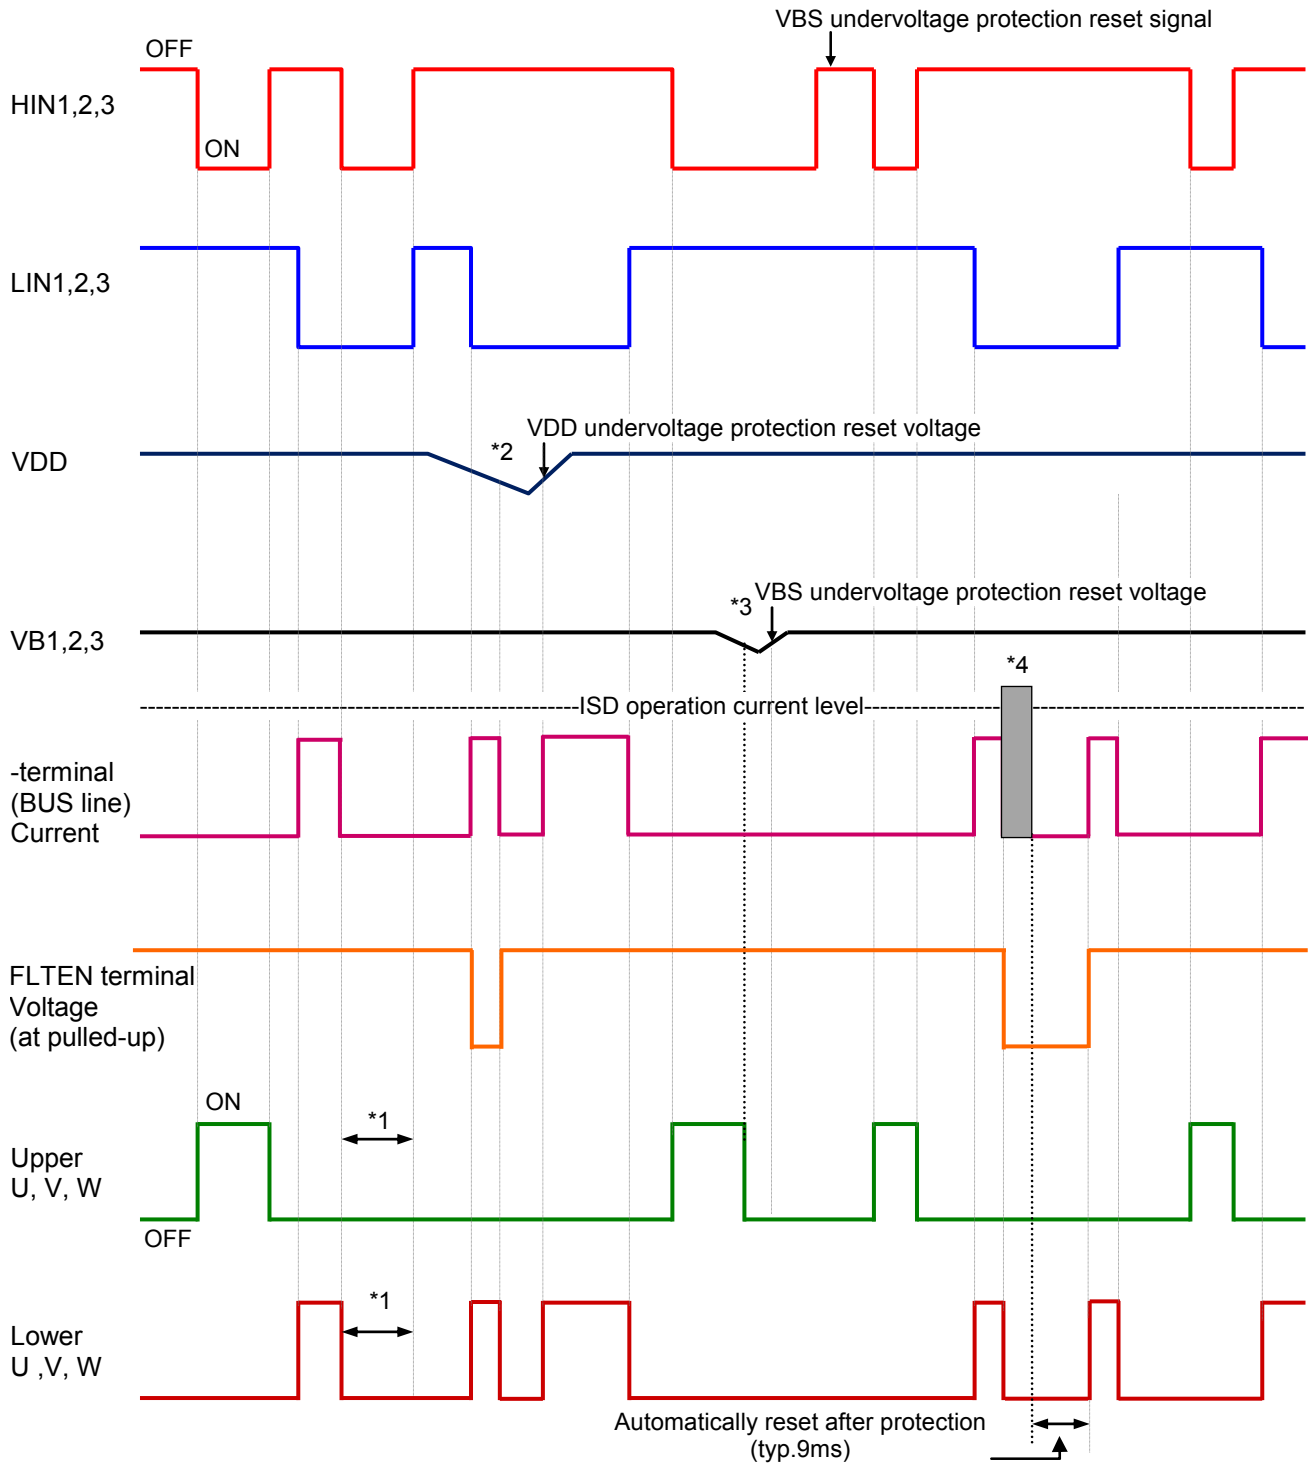 VBS undervoltage protection reset signal
OFF
HIN1,2,3
ON
LIN1,2,3
VDD undervoltage protection reset voltage
*2
VDD
VBS undervoltage protection reset voltage
*3
VB1,2,3
*4
ISD operation current level
-terminal
(BUS line)
Current
FLTEN terminal
Voltage
(at pulled-up)
ON
*1
Upper
U, V, W
OFF
*1
Lower
U ,V, W
Automatically reset after protection
(typ.9ms)